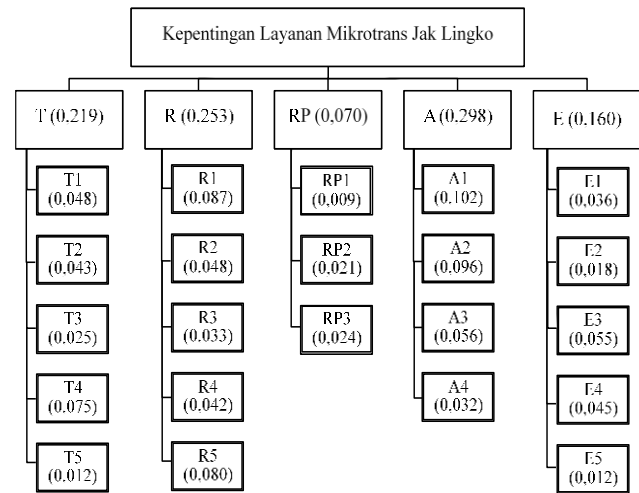 Kepentingan Layanan Mikrotrans Jak Lingko
T (0.219)
R (0.253)
RP (0,070)
A (0.298)
E (0.160)
T1
(0.048)
T2
(0.043)
T3
(0.025)
T4
(0.075)
T5
(0.012)
R1
(0.087)
R2
(0.048)
R3
(0.033)
R4
(0.042)
R5
(0,080)
RP1
(0,009)
RP2
(0,021)
RP3
(0,024)
A1
(0.102)
A2
(0.096)
A3
(0.056)
A4
(0.032)
E1
(0,036)
E2
(0,018)
E3
(0,055)
E4
(0,045)
E5
(0,012)